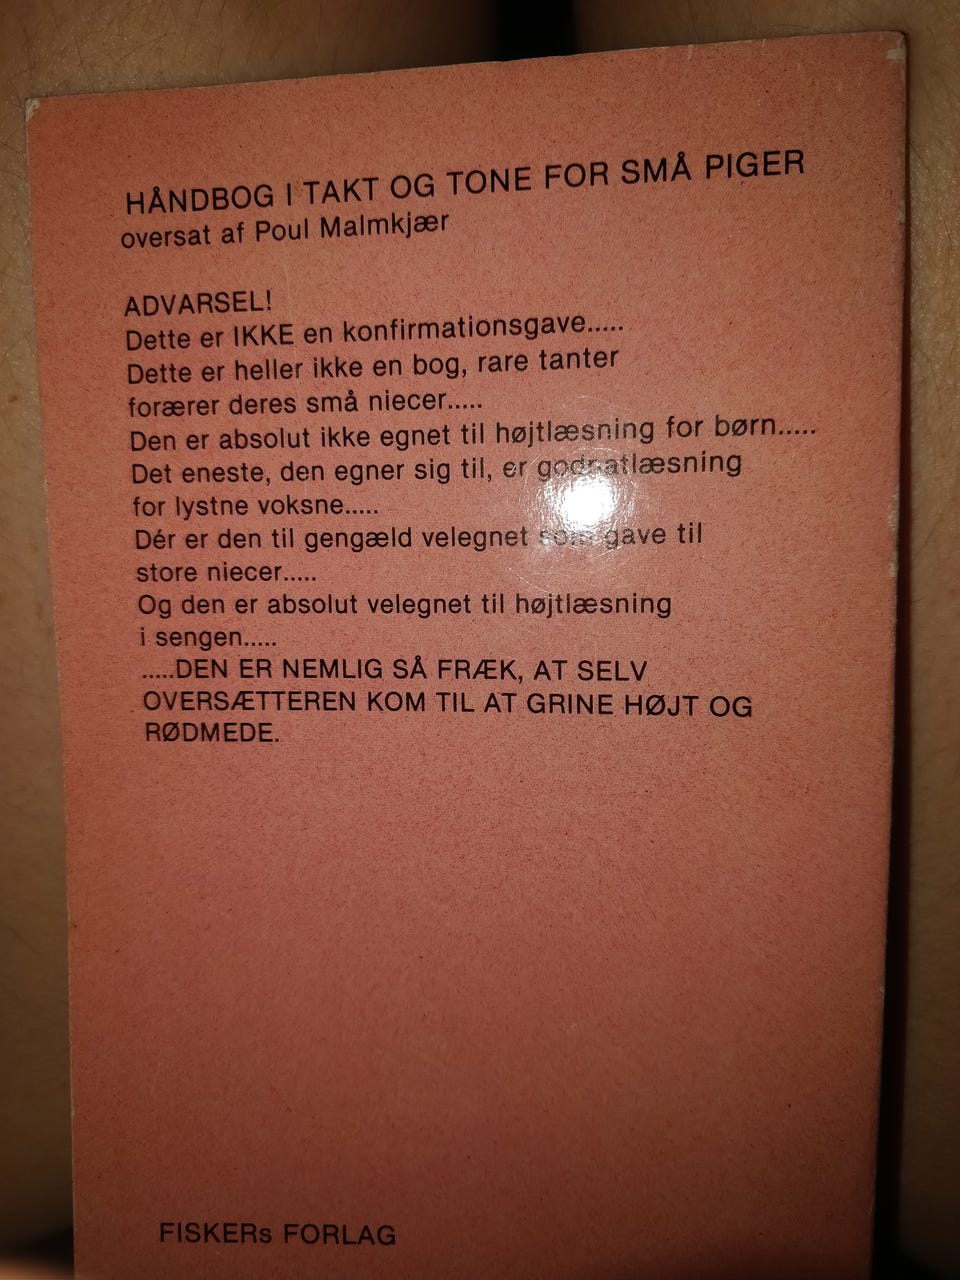 HÅNDBOG I TAKT OG TONE FOR SMÅ PIGER
oversat af Poul Malmkjær
ADVARSEL!
Dette er IKKE en konfirmationsgave.....
Dette er heller ikke en bog, rare tanter
forærer deres små niecer.....
Den er absolut ikke egnet til højtlæsning for børn.....
Det eneste, den egner sig til, er godnatlæsning
for lystne voksne.....
Dér er den til gengæld velegnet som gave til
store niecer.....
Og den er absolut velegnet til højtlæsning
i sengen.....
.....DEN ER NEMLIG SÅ FRÆK, AT SELV
OVERSÆTTEREN KOM TIL AT GRINE HØJT OG
RØDMEDE.
FISKERs FORLAG